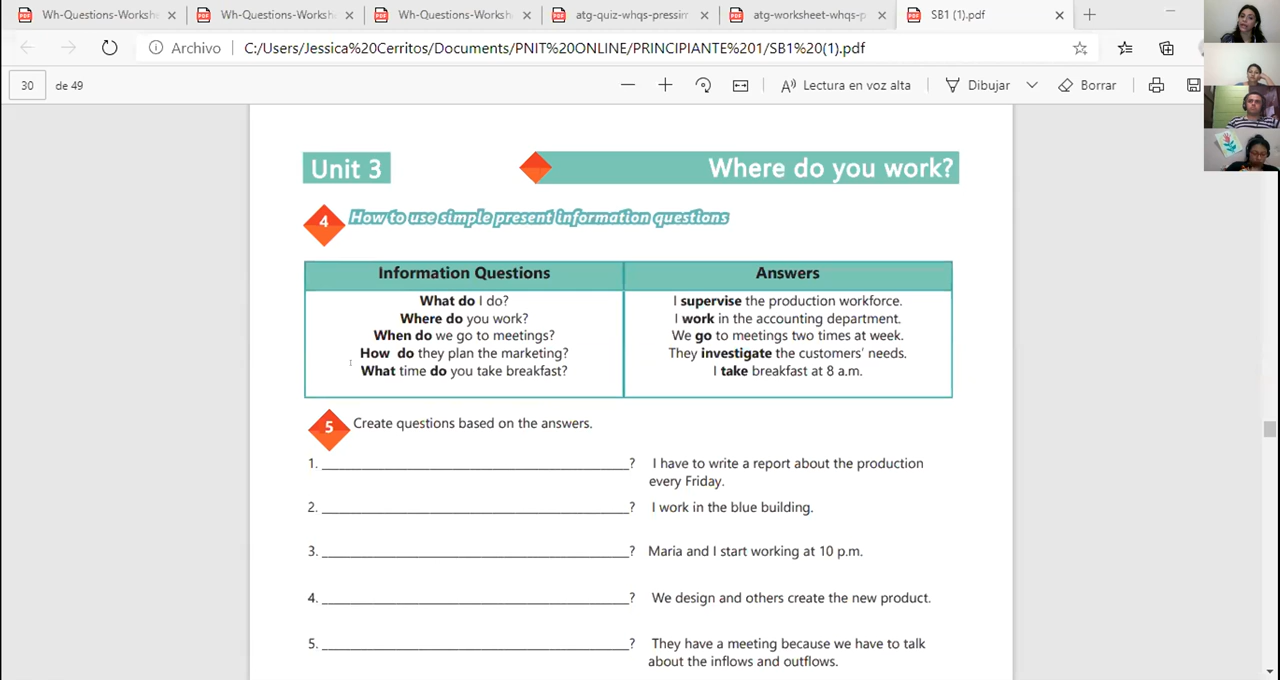 Wh-Questions-Workshe
Wh-Questions-Worksh
Wh-Questions-Worksh
atg-quiz-whqs-pressim
atg-worksheet-whqs-p
SB1 (1).pdf
Archivo
C:/Users/Jessica%20Cerritos/Documents/PNIT%20ONLINE/PRINCIPIANTE%201/SB1%20(1).pdf
30 de 49
Lectura en voz alta
Dibujar
Borrar
Unit 3
Where do you work?
4 How to use simple present information questions
Information Questions
What do I do?
Where do you work?
When do we go to meetings?
How do they plan the marketing?
What time do you take breakfast?
Answers
I supervise the production workforce.
I work in the accounting department.
We go to meetings two times at week.
They investigate the customers' needs.
I take breakfast at 8 a.m.
5 Create questions based on the answers.
1. ______________________________? I have to write a report about the production
every Friday.
2. ______________________________? I work in the blue building.
3. ______________________________? Maria and I start working at 10 p.m.
4. ______________________________? We design and others create the new product.
5. ______________________________? They have a meeting because we have to talk
about the inflows and outflows.